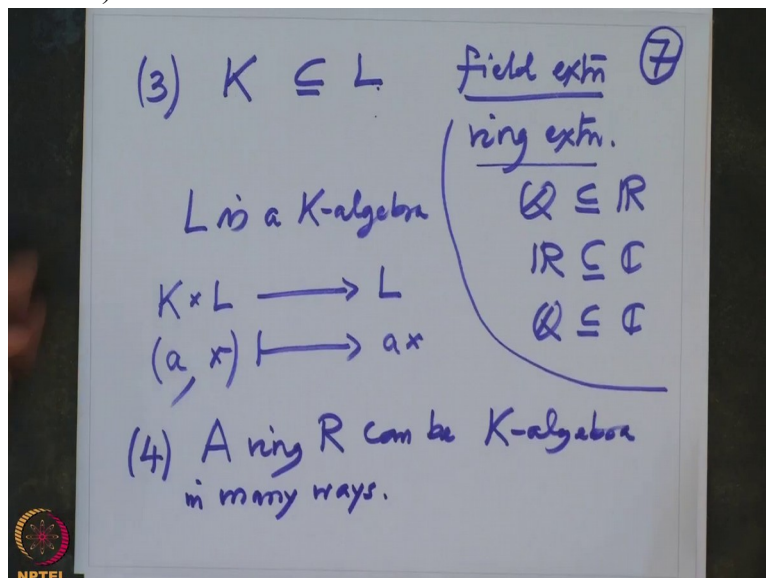 (3) K ⊆ L field extn 7
ring extn.
L is a K-algebra
ℚ ⊆ ℝ
K × L ⟶ L
ℝ ⊆ ℂ
(a, x) ⟼ ax
ℚ ⊆ ℂ
(4) A ring R can be K-algebra
in many ways.
NPTEL